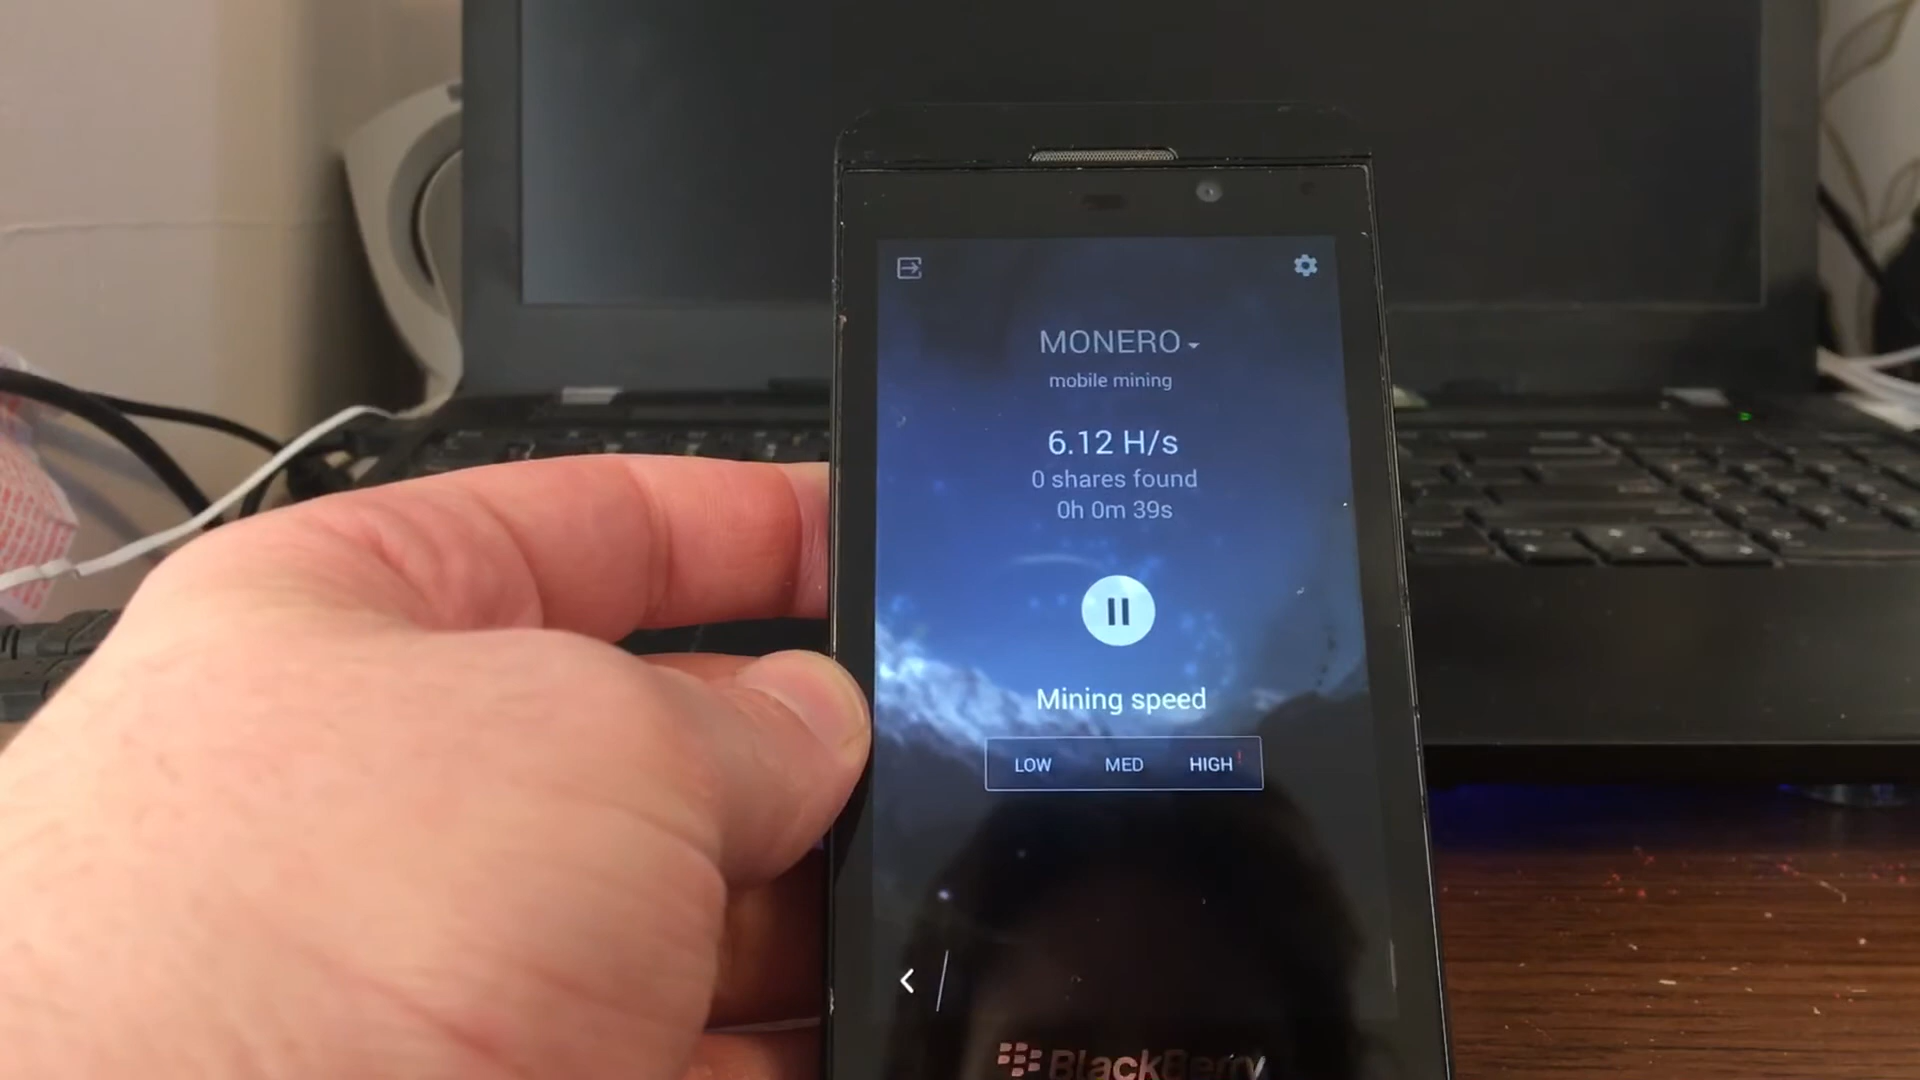 MONERO
mobile mining
6.12 H/s
0 shares found
0h 0m 39s
Mining speed
LOW MED HIGH
BlackBerry